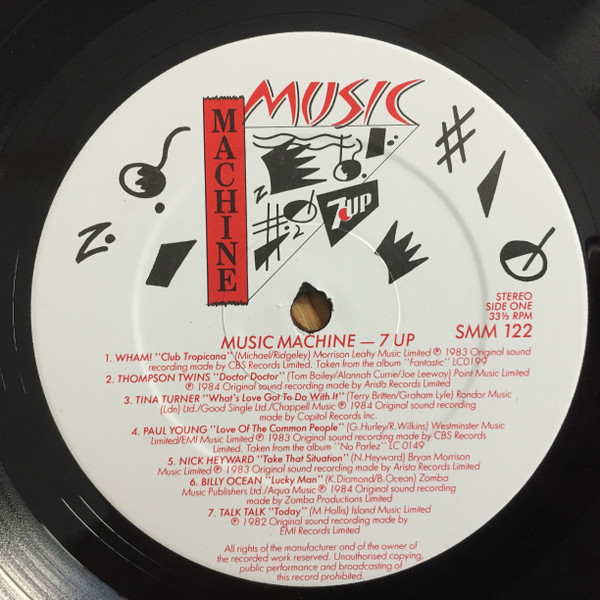 MUSIC
MACHINE
7UP
STEREO
SIDE ONE
33⅓ RPM
SMM 122
MUSIC MACHINE — 7 UP
1. WHAM! "Club Tropicana" (Michael/Ridgeley) Morrison Leahy Music Limited ℗ 1983 Original sound
recording made by CBS Records Limited. Taken from the album "Fantastic" LC0199
2. THOMPSON TWINS "Doctor Doctor" (Tom Bailey/Alannah Currie/Joe Leeway) Point Music Limited
℗ 1984 Original sound recording made by Arista Records Limited
3. TINA TURNER "What's Love Got To Do With It" (Terry Britten/Graham Lyle) Rondor Music
(Ldn) Ltd./Good Single Ltd./Chappell Music ℗ 1984 Original sound recording made by
Capitol Records Inc.
4. PAUL YOUNG "Love Of The Common People" (G.Hurley/R.Wilkins) Westminster Music
Limited/EMI Music Limited ℗ 1983 Original sound recording made by CBS Records
Limited. Taken from the album "No Parlez" LC 0149
5. NICK HEYWARD "Take That Situation" (N.Heyward) Bryan Morrison
Music Limited ℗ 1983 Original sound recording made by Arista Records Limited
6. BILLY OCEAN "Lucky Man" (K.Diamond/B.Ocean) Zomba
Music Publishers Ltd./Aqua Music ℗ 1984 Original sound recording
made by Zomba Productions Limited
7. TALK TALK "Today" (M.Hollis) Island Music Limited
℗ 1982 Original sound recording made by
EMI Records Limited
All rights of the manufacturer and of the owner of
the recorded work reserved. Unauthorised copying,
public performance and broadcasting of
this record prohibited.